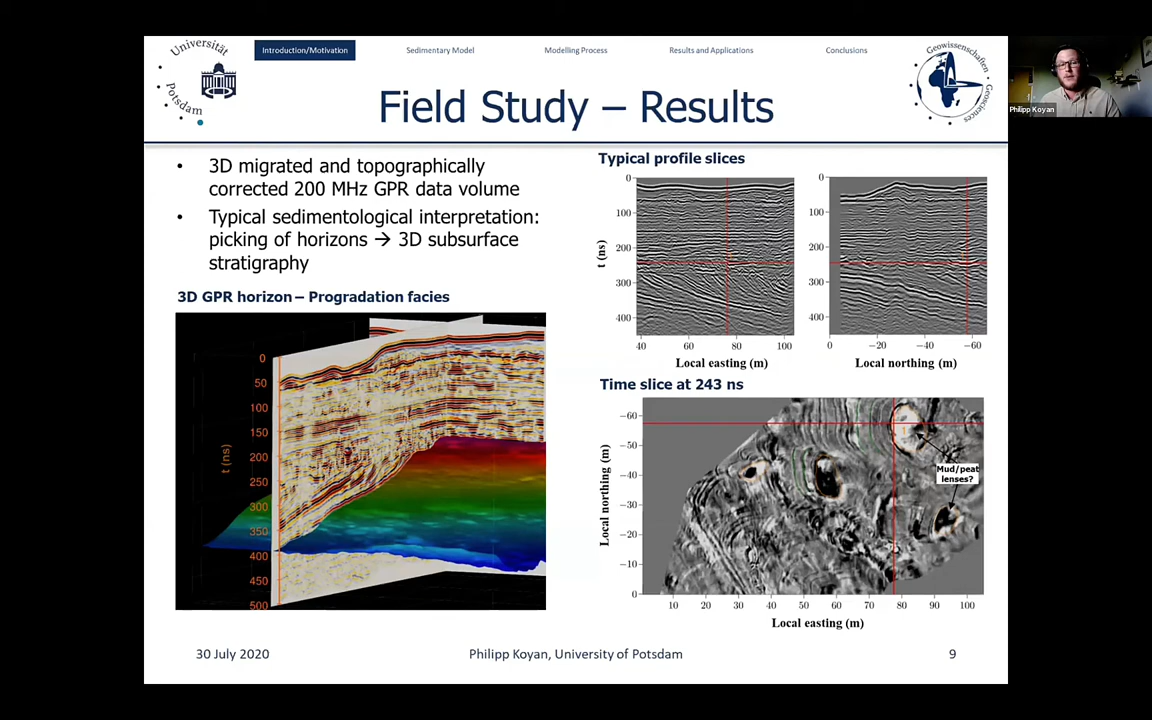 Universität
Potsdam
Introduction/Motivation
Sedimentary Model
Modelling Process
Results and Applications
Conclusions
Geowissenschaften
Geosciences
Philipp Koyan
Field Study – Results
• 3D migrated and topographically
corrected 200 MHz GPR data volume
• Typical sedimentological interpretation:
picking of horizons → 3D subsurface
stratigraphy
3D GPR horizon – Progradation facies
0
50
100
150
200
250
300
350
400
450
500
t (ns)
Typical profile slices
0
100
200
300
400
t (ns)
40 60 80 100
Local easting (m)
0
100
200
300
400
0 −20 −40 −60
Local northing (m)
Time slice at 243 ns
−60
−50
−40
−30
−20
−10
0
Local northing (m)
Mud/peat
lenses?
10 20 30 40 50 60 70 80 90 100
Local easting (m)
30 July 2020
Philipp Koyan, University of Potsdam
9